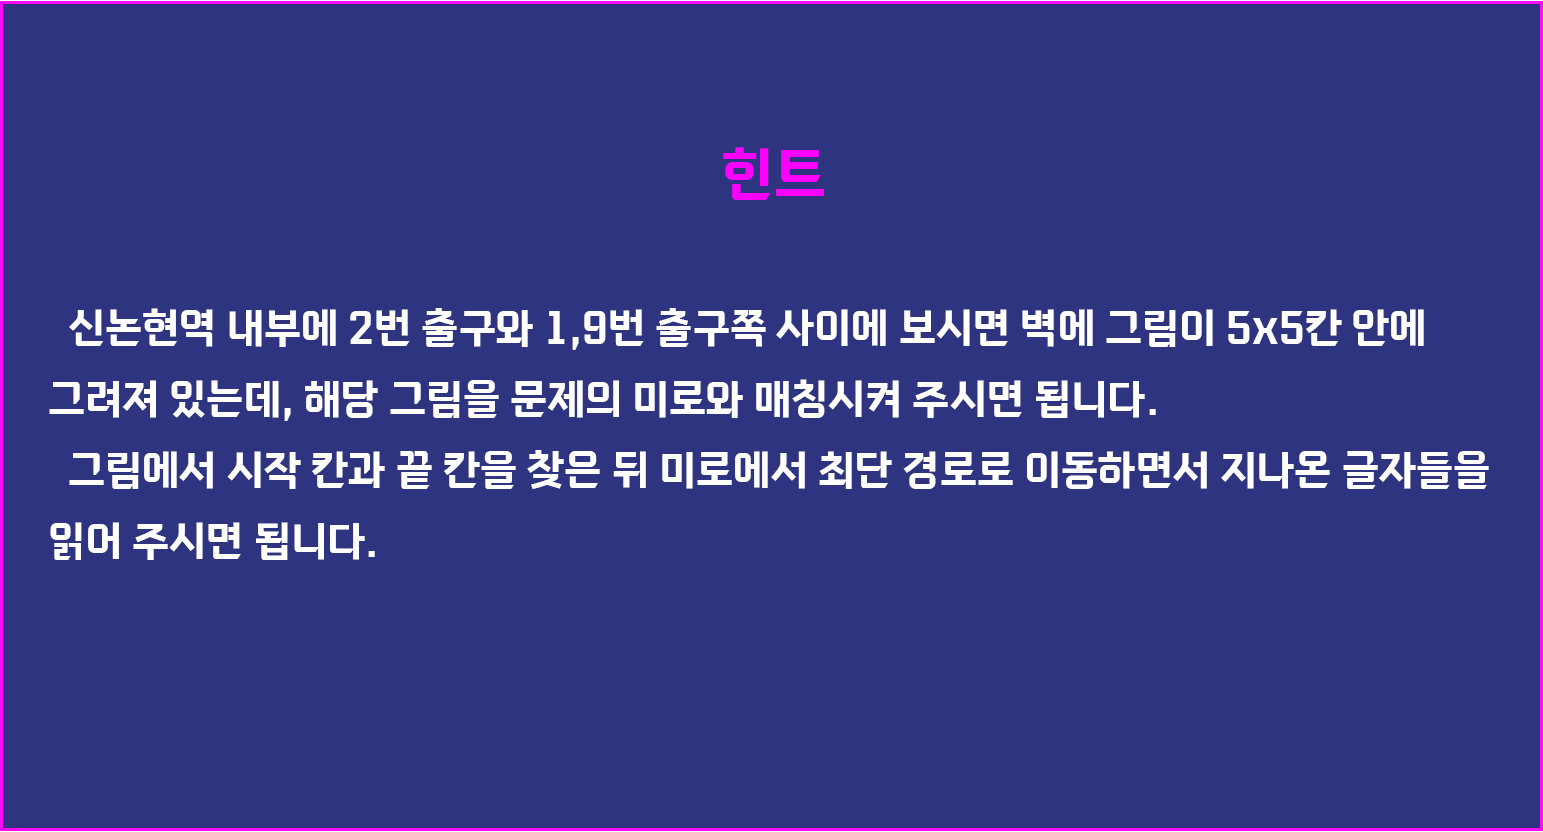 힌트
신논현역 내부에 2번 출구와 1,9번 출구쪽 사이에 보시면 벽에 그림이 5x5칸 안에
그려져 있는데, 해당 그림을 문제의 미로와 매칭시켜 주시면 됩니다.
그림에서 시작 칸과 끝 칸을 찾은 뒤 미로에서 최단 경로로 이동하면서 지나온 글자들을
읽어 주시면 됩니다.